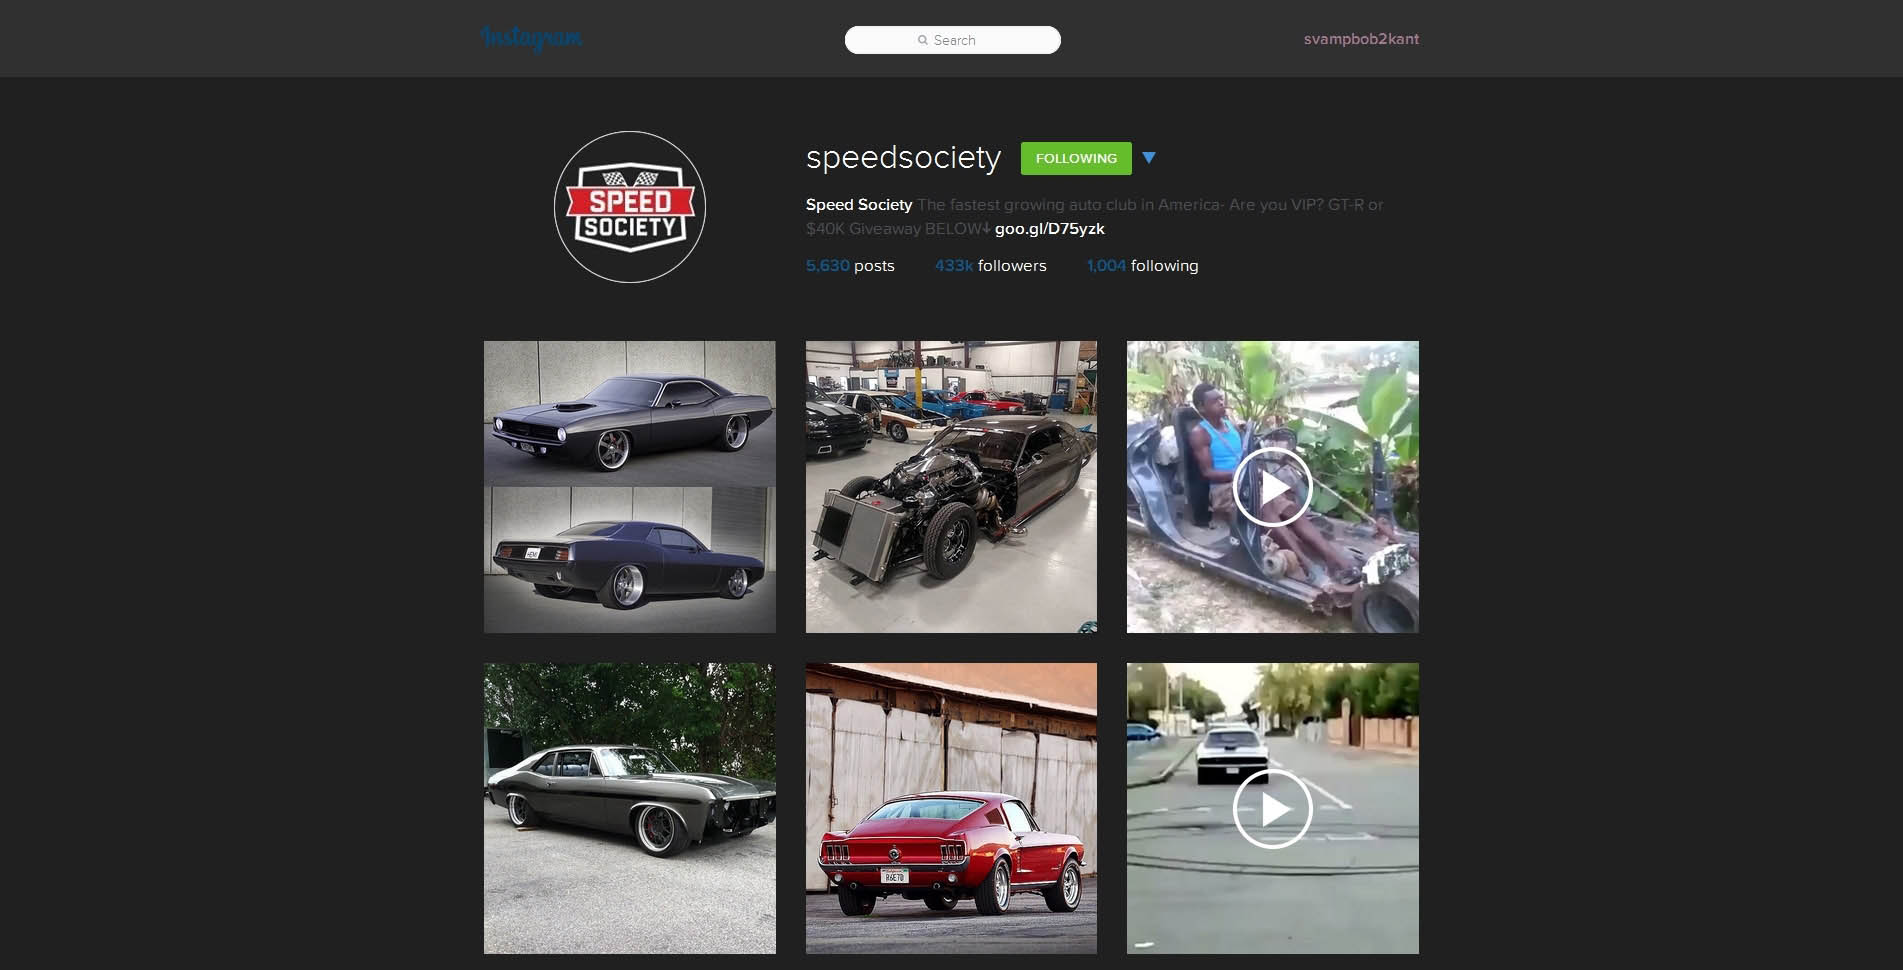 Instagram
Search
svampbob2kant
SPEED
SOCIETY
speedsociety FOLLOWING
Speed Society The fastest growing auto club in America- Are you VIP? GT-R or
$40K Giveaway BELOW↓ goo.gl/D75yzk
5,630 posts 433k followers 1,004 following
R6E70